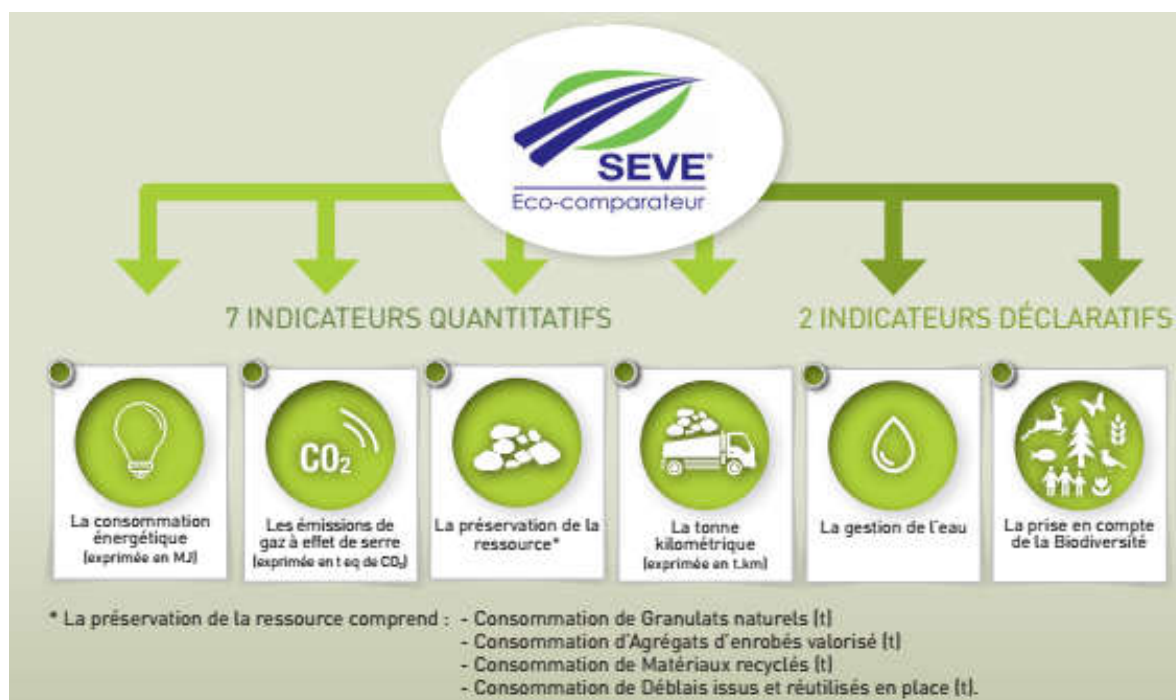 SEVE®
Eco-comparateur
7 INDICATEURS QUANTITATIFS
2 INDICATEURS DÉCLARATIFS
La consommation
énergétique
(exprimée en MJ)
CO₂
Les émissions de
gaz à effet de serre
(exprimée en t eq de CO₂)
La préservation de la
ressource*
La tonne
kilométrique
(exprimée en t.km)
La gestion de l'eau
La prise en compte
de la Biodiversité
* La préservation de la ressource comprend : - Consommation de Granulats naturels (t)
- Consommation d'Agrégats d'enrobés valorisé (t)
- Consommation de Matériaux recyclés (t)
- Consommation de Déblais issus et réutilisés en place (t).